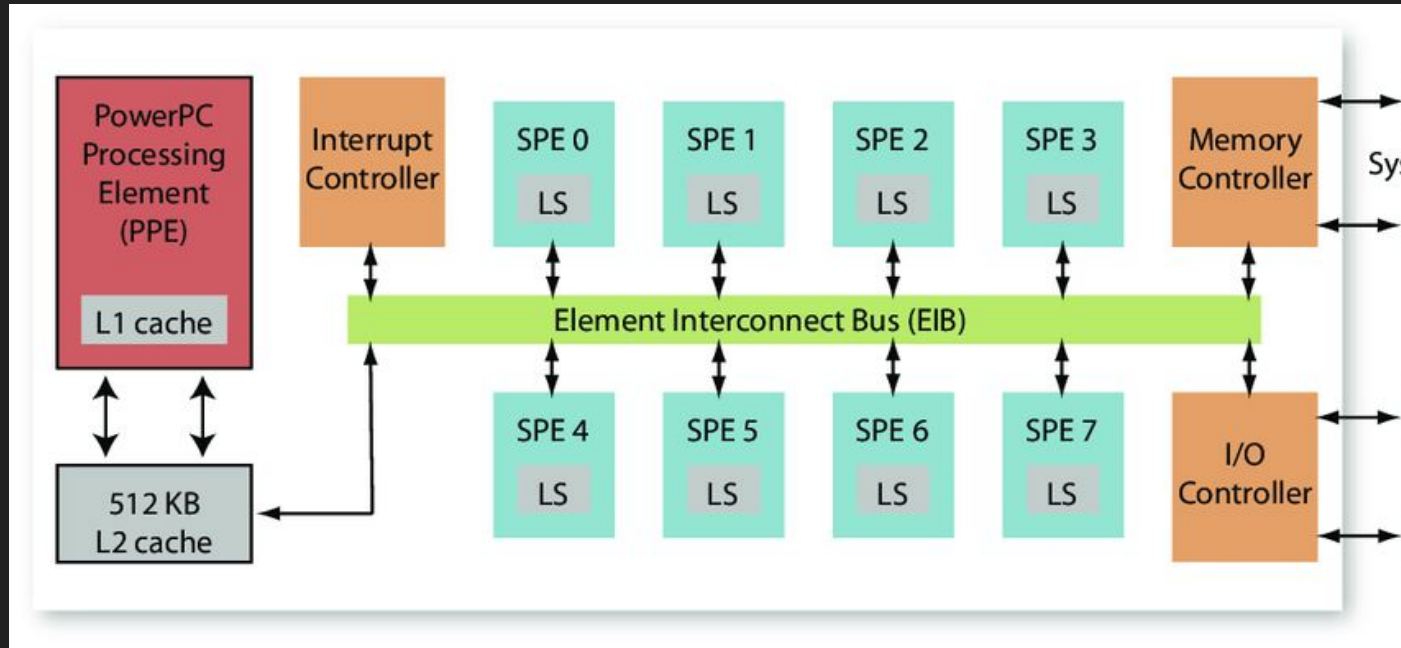 PowerPC
Processing
Element
(PPE)
L1 cache
512 KB
L2 cache
Interrupt
Controller
SPE 0
LS
SPE 1
LS
SPE 2
LS
SPE 3
LS
Memory
Controller
Element Interconnect Bus (EIB)
SPE 4
LS
SPE 5
LS
SPE 6
LS
SPE 7
LS
I/O
Controller